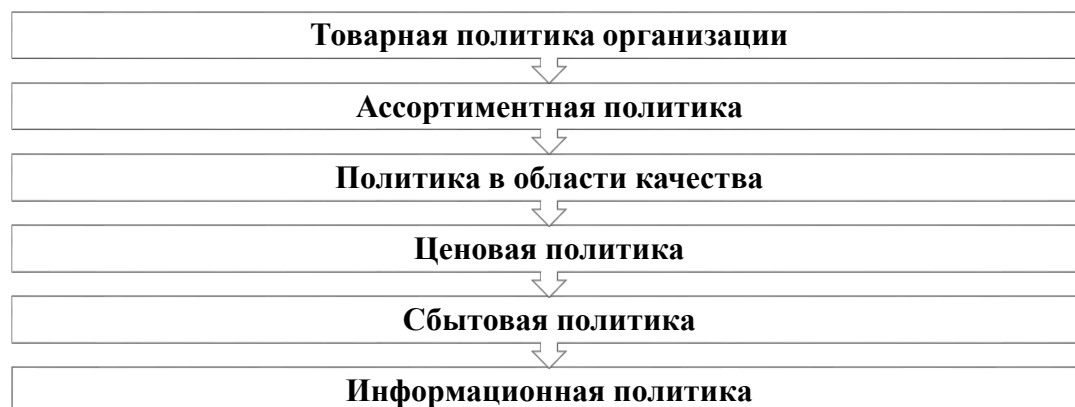 Товарная политика организации
Ассортиментная политика
Политика в области качества
Ценовая политика
Сбытовая политика
Информационная политика